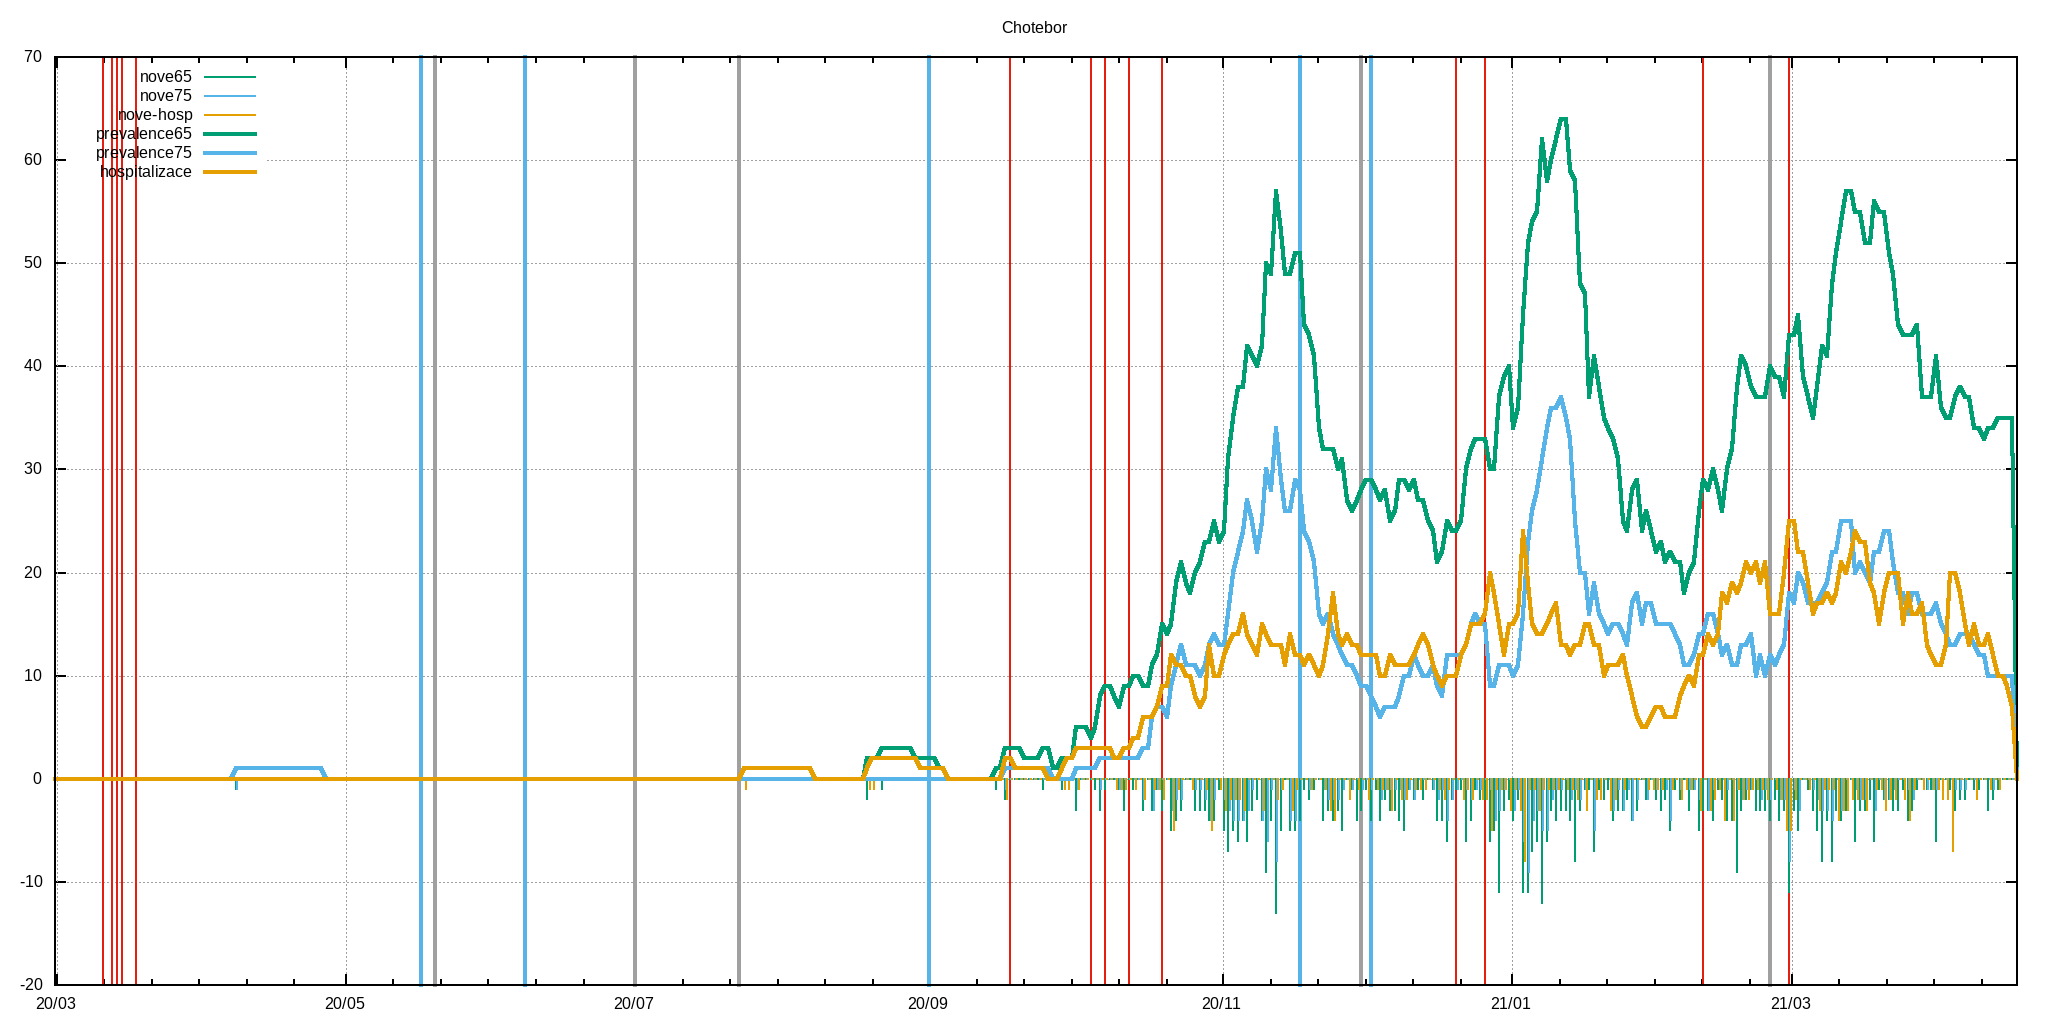 Chotebor
70
60
50
40
30
20
10
0
-10
-20
nove65
nove75
nove-hosp
prevalence65
prevalence75
hospitalizace
20/03 20/05 20/07 20/09 20/11 21/01 21/03